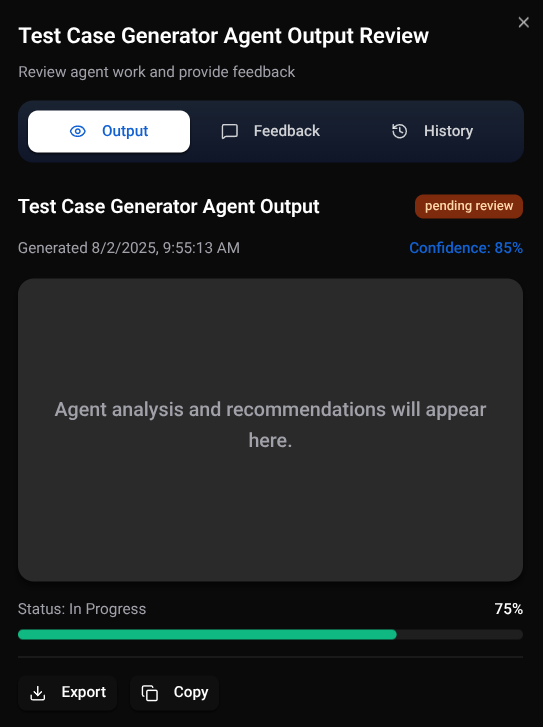 Test Case Generator Agent Output Review
Review agent work and provide feedback
Output Feedback History
Test Case Generator Agent Output
pending review
Generated 8/2/2025, 9:55:13 AM
Confidence: 85%
Agent analysis and recommendations will appear
here.
Status: In Progress
75%
Export Copy